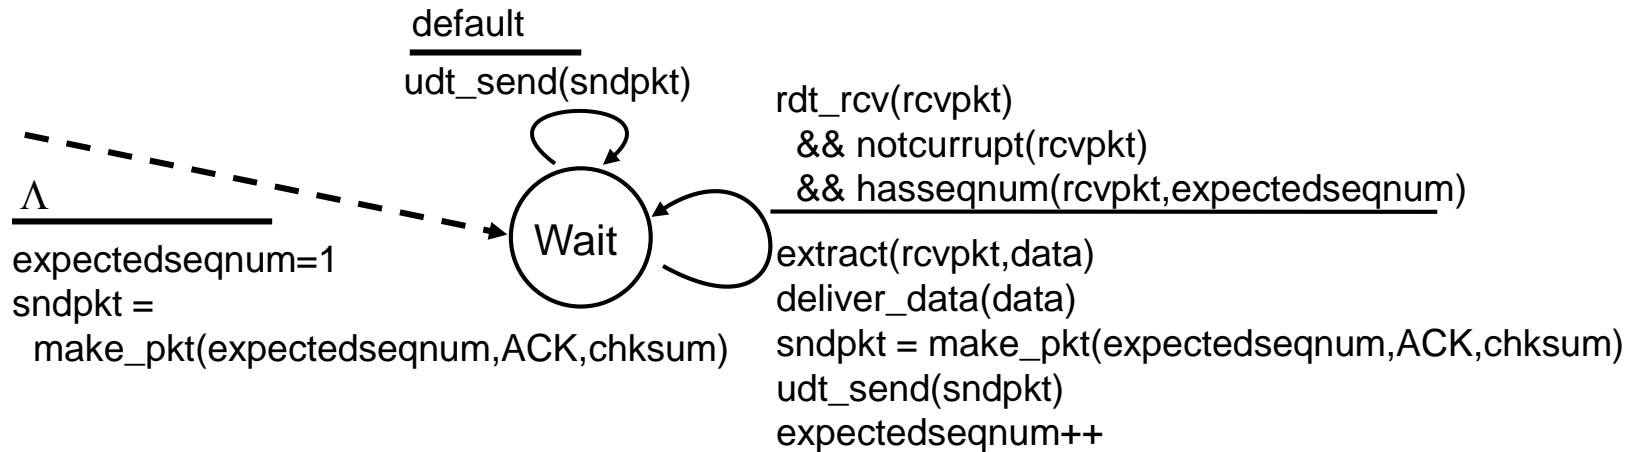 default
udt_send(sndpkt)
rdt_rcv(rcvpkt)
&& notcurrupt(rcvpkt)
&& hasseqnum(rcvpkt,expectedseqnum)
Λ
Wait
expectedseqnum=1
sndpkt =
make_pkt(expectedseqnum,ACK,chksum)
extract(rcvpkt,data)
deliver_data(data)
sndpkt = make_pkt(expectedseqnum,ACK,chksum)
udt_send(sndpkt)
expectedseqnum++